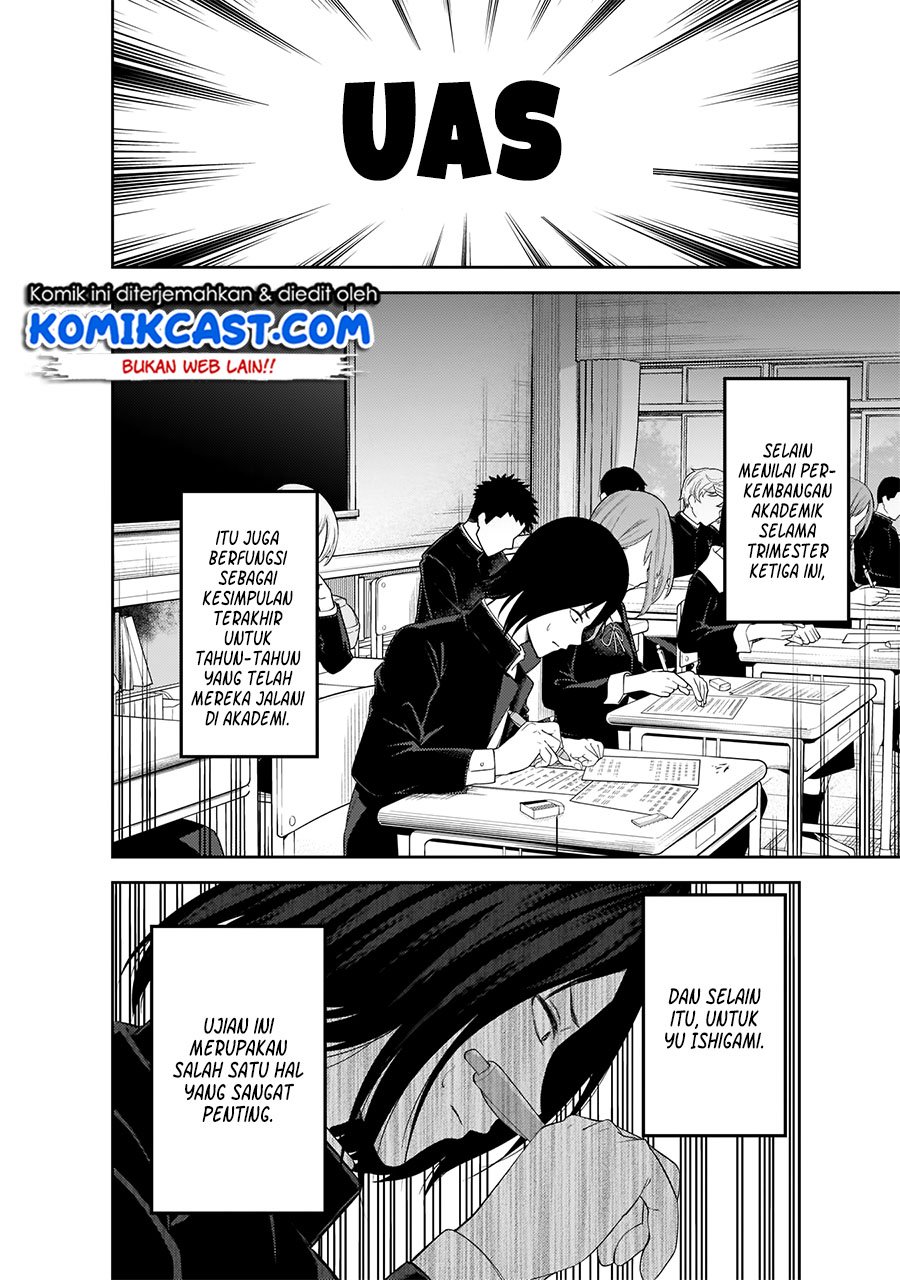 UAS
Komik ini diterjemahkan & diedit oleh
KOMIKCAST.COM
BUKAN WEB LAIN!!
SELAIN
MENILAI PER-
KEMBANGAN
AKADEMIK
SELAMA
TRIMESTER
KETIGA INI,
ITU JUGA
BERFUNGSI
SEBAGAI
KESIMPULAN
TERAKHIR
UNTUK
TAHUN-TAHUN
YANG TELAH
MEREKA JALANI
DI AKADEMI.
DAN SELAIN
ITU, UNTUK
YU ISHIGAMI.
UJIAN INI
MERUPAKAN
SALAH SATU HAL
YANG SANGAT
PENTING.